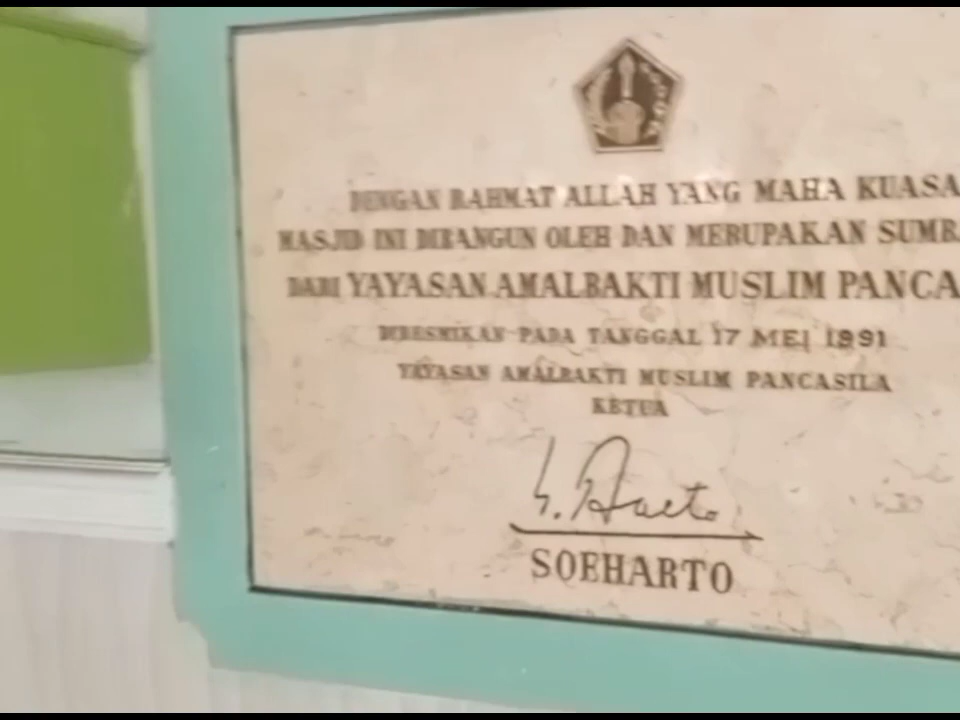 DENGAN RAHMAT ALLAH YANG MAHA KUASA
MASJID INI DIBANGUN OLEH DAN MERUPAKAN SUMB
DARI YAYASAN AMALBAKTI MUSLIM PANCA
DIRESMIKAN PADA TANGGAL 17 MEI 1991
YAYASAN AMALBAKTI MUSLIM PANCASILA
KETUA
SOEHARTO